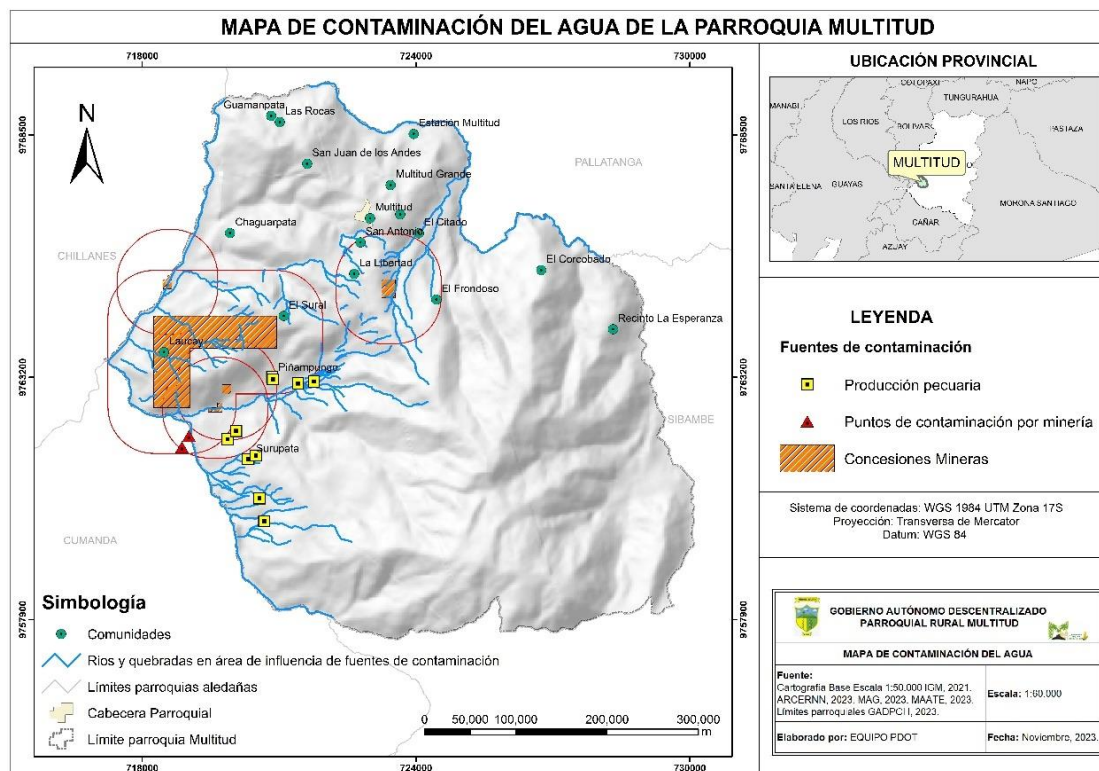 MAPA DE CONTAMINACIÓN DEL AGUA DE LA PARROQUIA MULTITUD
718000
724000
730000
9768500
9768500
9763200
9763200
9757900
9757900
N
Guamanpata
Las Rocas
Estación Multitud
San Juan de los Andes
PALLATANGA
Multitud Grande
Multitud
Chaguarpata
El Citado
San Antonio
CHILLANES
La Libertad
El Corcobado
El Frondoso
El Sural
Recinto La Esperanza
Laucay
Piñampungo
SIBAMBE
Surupata
CUMANDA
Simbología
Comunidades
Rios y quebradas en área de influencia de fuentes de contaminación
Límites parroquias aledañas
Cabecera Parroquial
Límite parroquia Multitud
0
50,000
100,000
200,000
300,000
m
718000
724000
730000
UBICACIÓN PROVINCIAL
COTOPAXI
NAPO
MANABI
TUNGURAHUA
LOS RIOS
BOLIVAR
PASTAZA
MULTITUD
O
SANTA ELENA
GUAYAS
MORONA SANTIAGO
CAÑAR
AZUAY
LEYENDA
Fuentes de contaminación
Producción pecuaria
Puntos de contaminación por minería
Concesiones Mineras
Sistema de coordenadas: WGS 1984 UTM Zona 17S
Proyección: Transversa de Mercator
Datum: WGS 84
GOBIERNO AUTÓNOMO DESCENTRALIZADO
PARROQUIAL RURAL MULTITUD
MAPA DE CONTAMINACIÓN DEL AGUA
Fuente:
Cartografía Base Escala 1:50.000 IGM, 2021.
ARCERNN, 2023. MAG, 2023. MAATE, 2023.
Límites parroquiales GADPCH, 2023.
Escala: 1:60.000
Elaborado por: EQUIPO PDOT
Fecha: Noviembre, 2023.